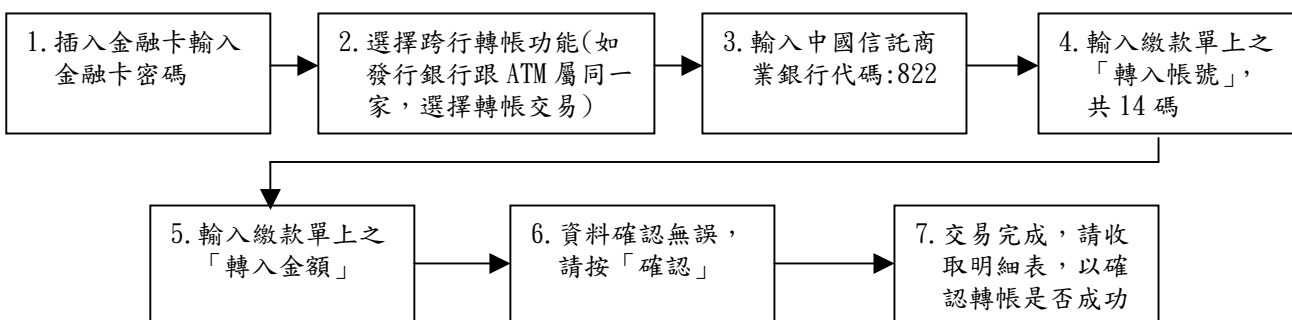 1.插入金融卡輸入
金融卡密碼
2.選擇跨行轉帳功能(如
發行銀行跟 ATM 屬同一
家，選擇轉帳交易)
3.輸入中國信託商
業銀行代碼:822
4.輸入繳款單上之
「轉入帳號」，
共 14 碼
5.輸入繳款單上之
「轉入金額」
6.資料確認無誤，
請按「確認」
7.交易完成，請收
取明細表，以確
認轉帳是否成功